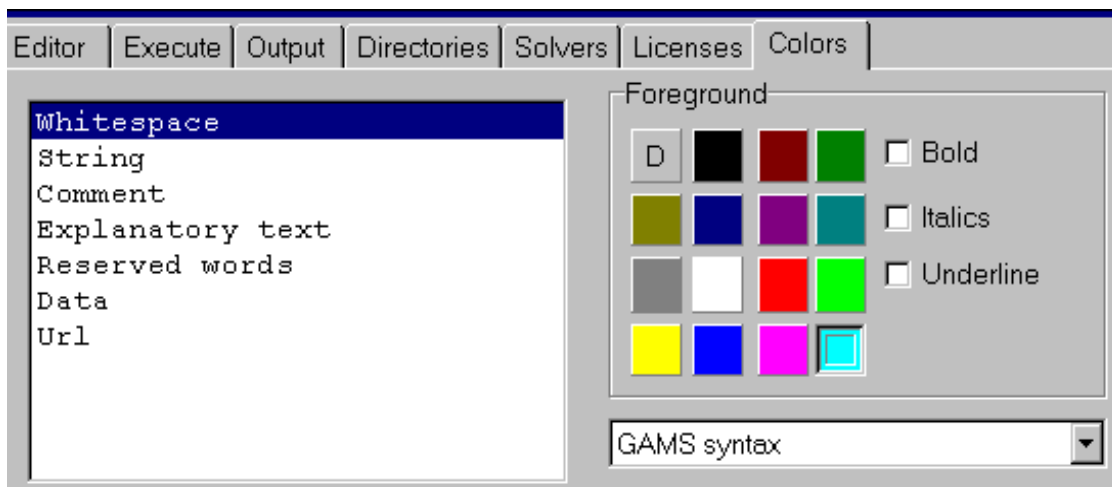 Editor Execute Output Directories Solvers Licenses Colors
Whitespace
String
Comment
Explanatory text
Reserved words
Data
Url
Foreground
D
Bold
Italics
Underline
GAMS syntax